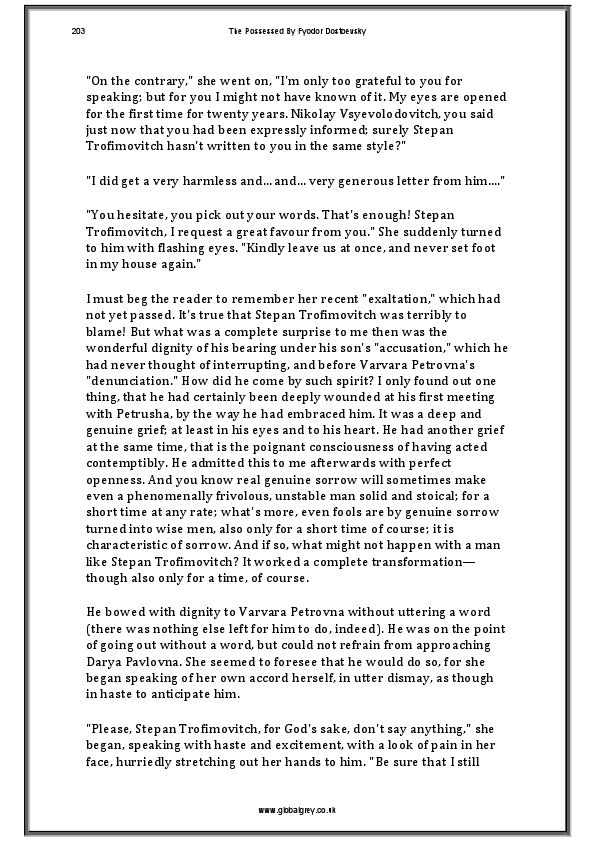 203 The Possessed By Fyodor Dostoevsky
"On the contrary," she went on, "I'm only too grateful to you for
speaking; but for you I might not have known of it. My eyes are opened
for the first time for twenty years. Nikolay Vsyevolodovitch, you said
just now that you had been expressly informed; surely Stepan
Trofimovitch hasn't written to you in the same style?"
"I did get a very harmless and... and... very generous letter from him...."
"You hesitate, you pick out your words. That's enough! Stepan
Trofimovitch, I request a great favour from you." She suddenly turned
to him with flashing eyes. "Kindly leave us at once, and never set foot
in my house again."
I must beg the reader to remember her recent "exaltation," which had
not yet passed. It's true that Stepan Trofimovitch was terribly to
blame! But what was a complete surprise to me then was the
wonderful dignity of his bearing under his son's "accusation," which he
had never thought of interrupting, and before Varvara Petrovna's
"denunciation." How did he come by such spirit? I only found out one
thing, that he had certainly been deeply wounded at his first meeting
with Petrusha, by the way he had embraced him. It was a deep and
genuine grief; at least in his eyes and to his heart. He had another grief
at the same time, that is the poignant consciousness of having acted
contemptibly. He admitted this to me afterwards with perfect
openness. And you know real genuine sorrow will sometimes make
even a phenomenally frivolous, unstable man solid and stoical; for a
short time at any rate; what's more, even fools are by genuine sorrow
turned into wise men, also only for a short time of course; it is
characteristic of sorrow. And if so, what might not happen with a man
like Stepan Trofimovitch? It worked a complete transformation—
though also only for a time, of course.
He bowed with dignity to Varvara Petrovna without uttering a word
(there was nothing else left for him to do, indeed). He was on the point
of going out without a word, but could not refrain from approaching
Darya Pavlovna. She seemed to foresee that he would do so, for she
began speaking of her own accord herself, in utter dismay, as though
in haste to anticipate him.
"Please, Stepan Trofimovitch, for God's sake, don't say anything," she
began, speaking with haste and excitement, with a look of pain in her
face, hurriedly stretching out her hands to him. "Be sure that I still
www.globalgrey.co.uk